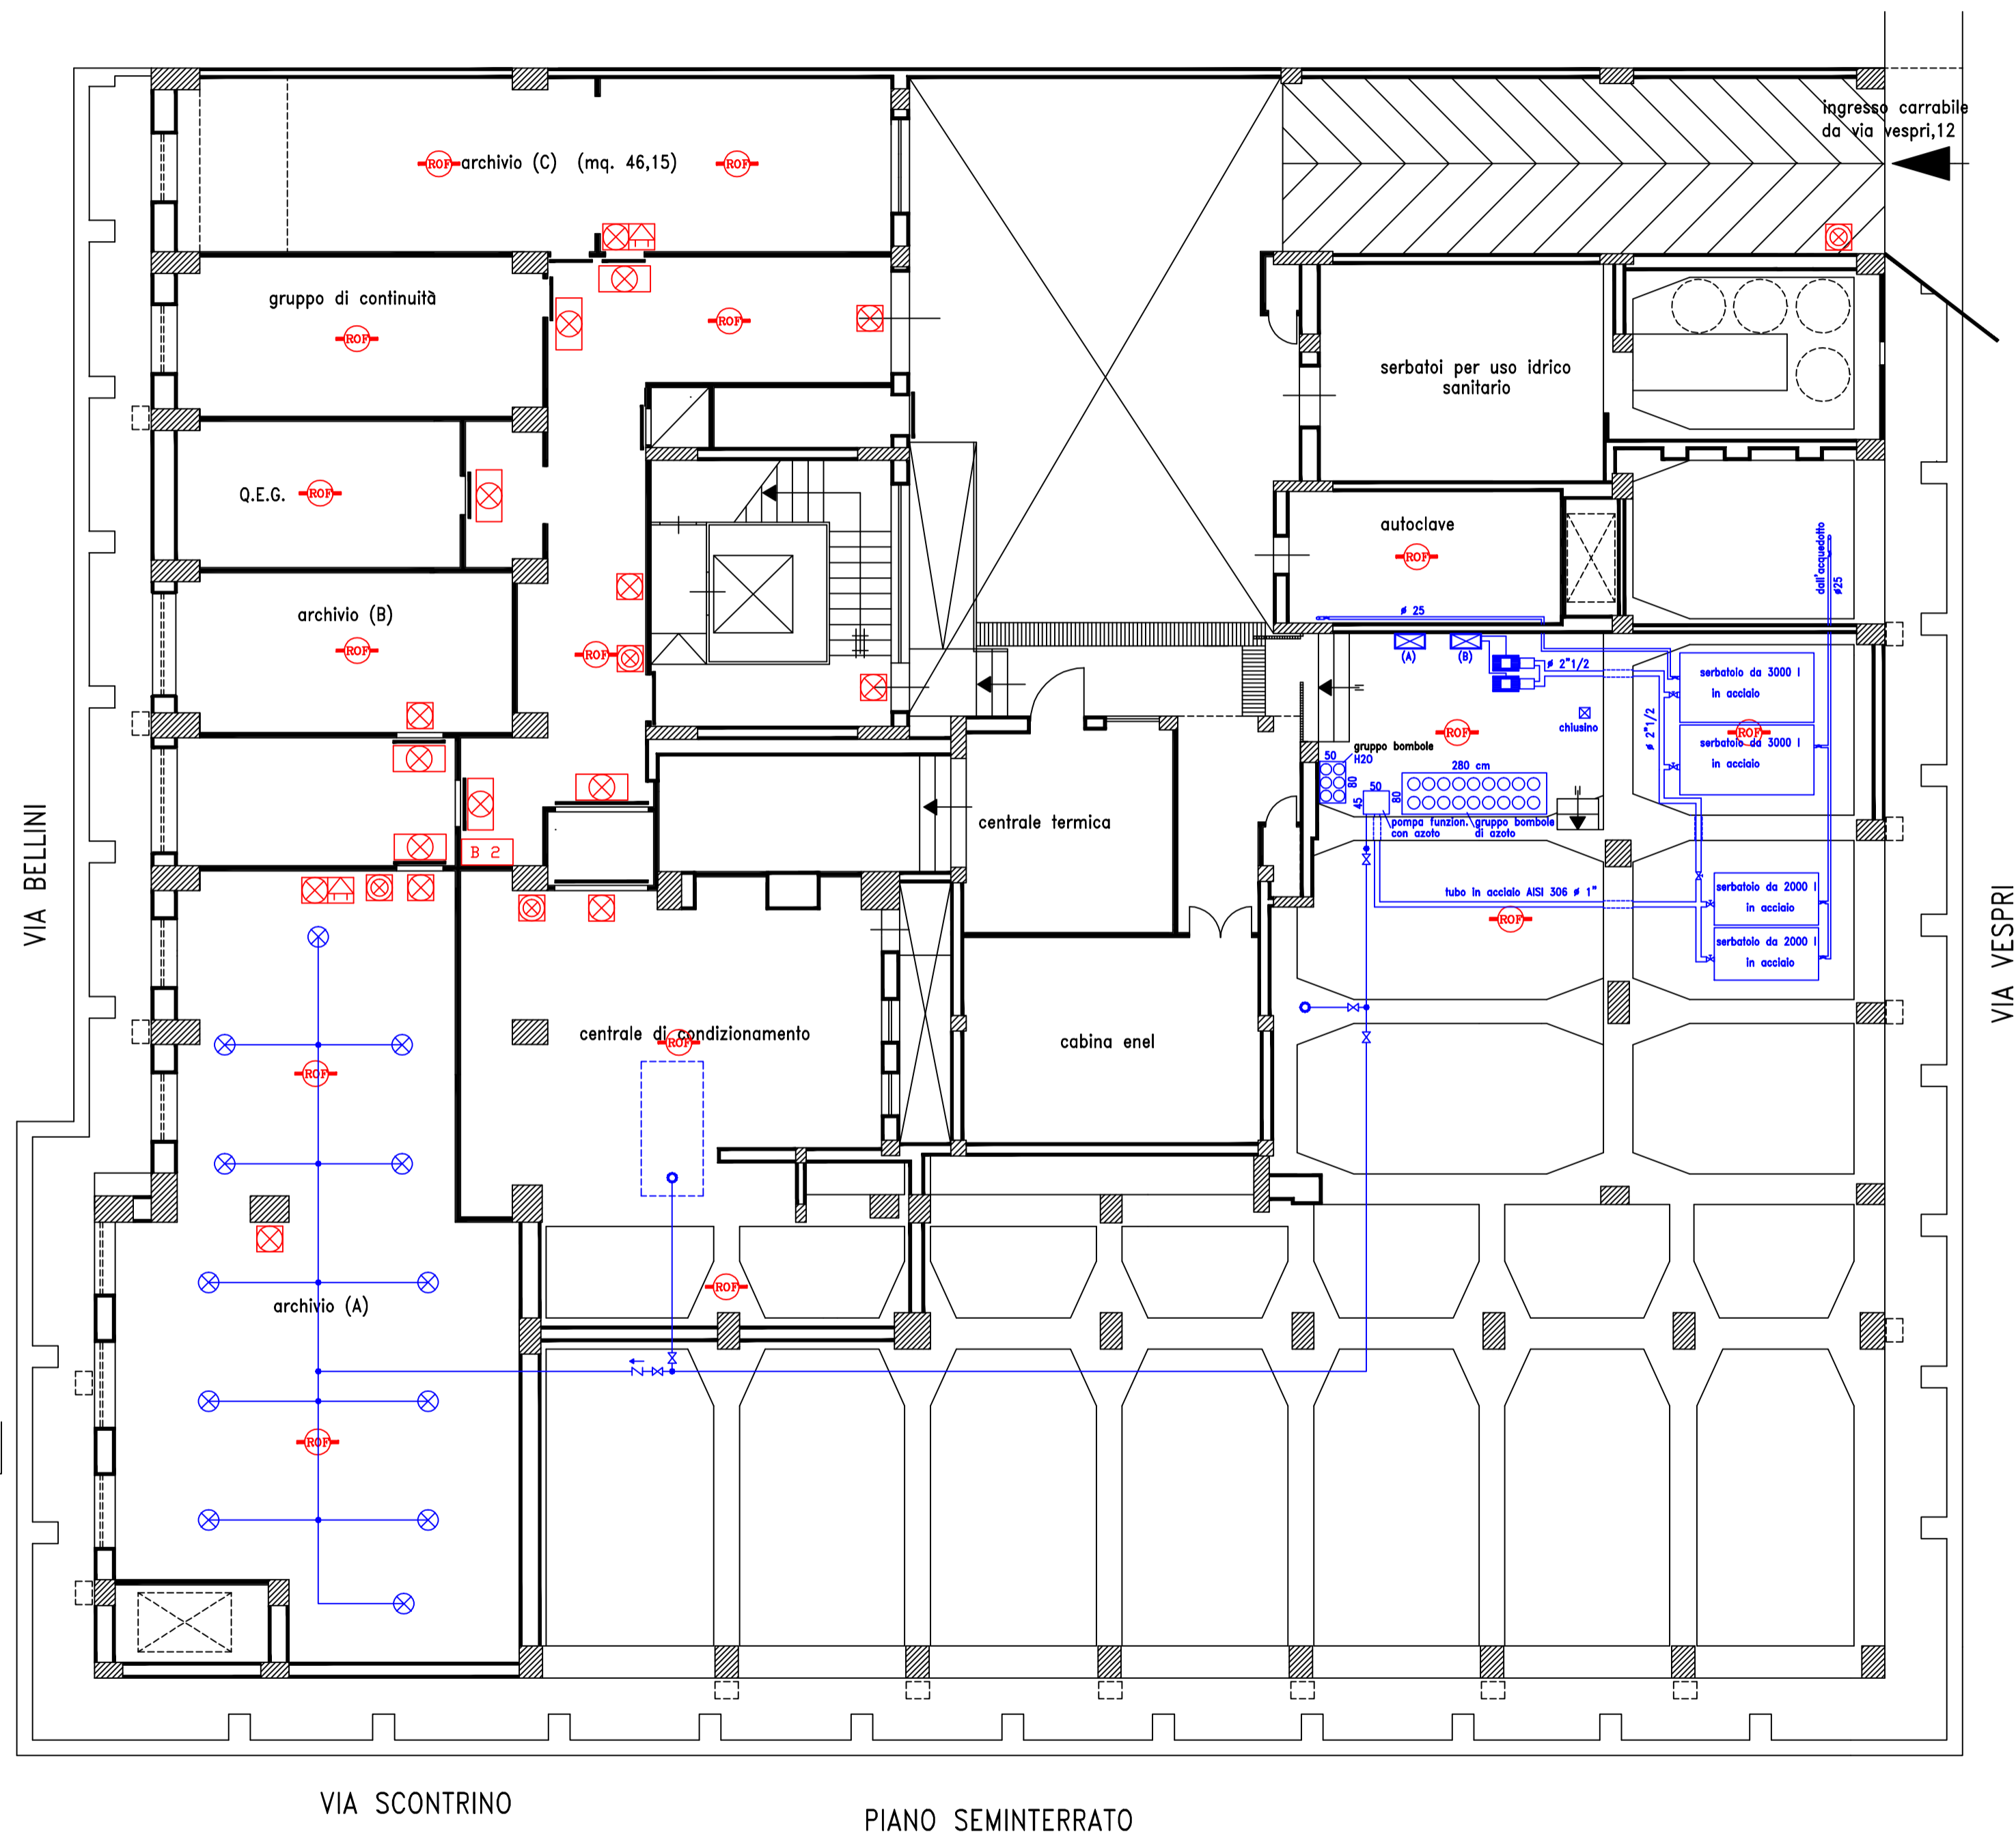 ingresso carrabile
da via vespri,12
ROF
archivio (C) (mq. 46,15)
ROF
gruppo di continuità
ROF
ROF
serbatoi per uso idrico
sanitario
Q.E.G.
ROF
autoclave
ROF
dall'acquedotto
ø25
archivio (B)
ROF
ROF
ø 25
(A)
(B)
ø 2"1/2
ø 2"1/2
serbatoio da 3000 l
in acciaio
ROF
chiusino
ROF
serbatoio da 3000 l
in acciaio
gruppo bombole
H2O
50
80
280 cm
50
45
80
pompa funzion.
con azoto
gruppo bombole
di azoto
centrale termica
B 2
tubo in acciaio AISI 306 ø 1"
ROF
serbatoio da 2000 l
in acciaio
serbatoio da 2000 l
in acciaio
VIA BELLINI
VIA VESPRI
centrale di condizionamento
ROF
cabina enel
ROF
ROF
archivio (A)
ROF
VIA SCONTRINO
PIANO SEMINTERRATO